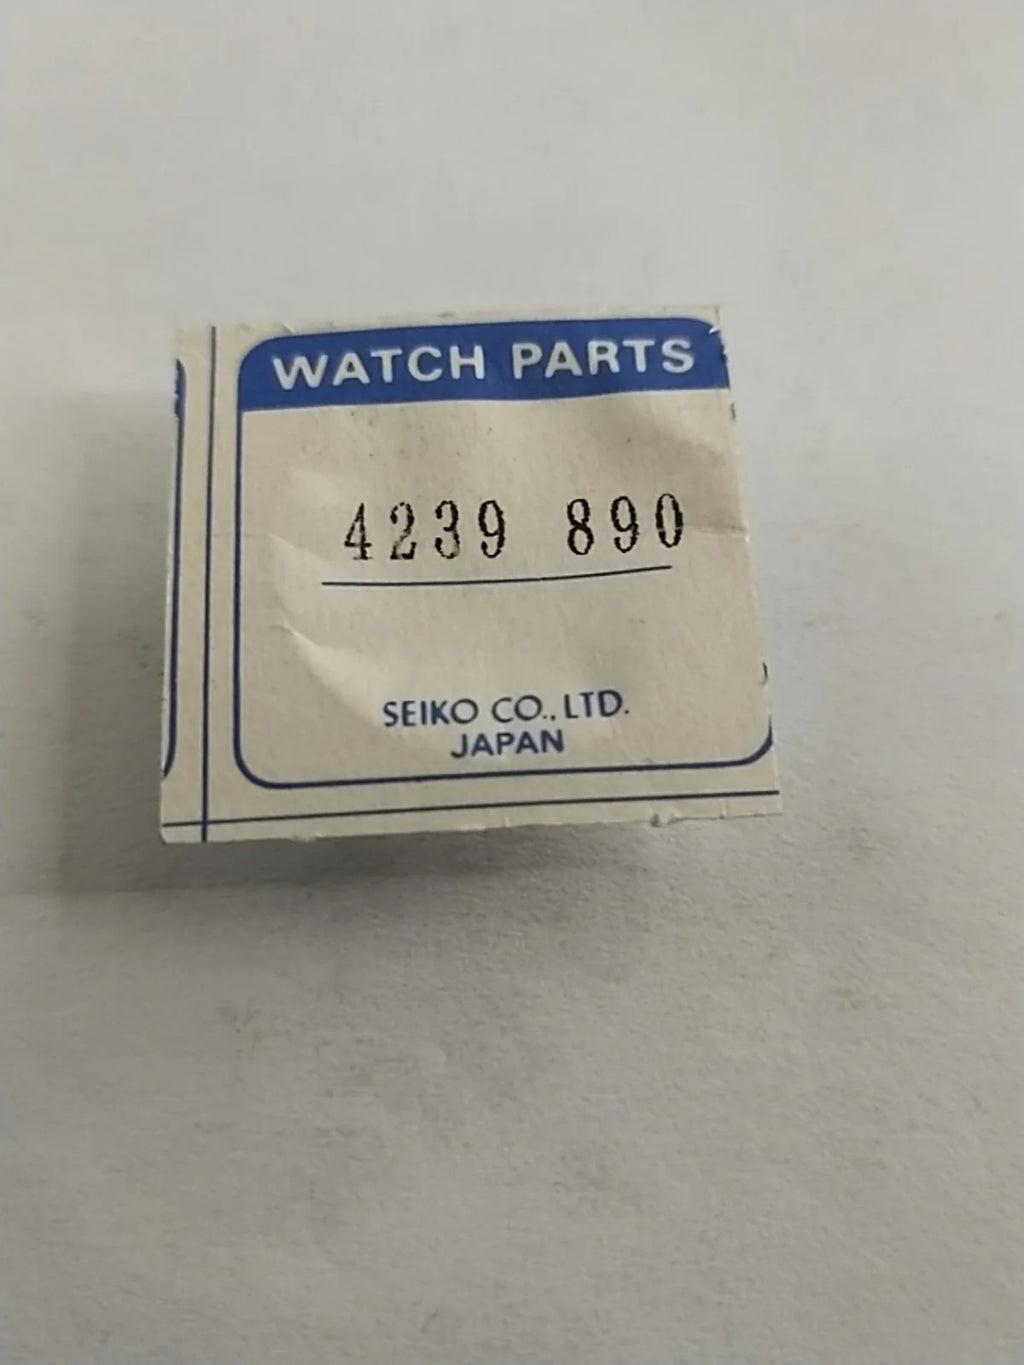 WATCH PARTS
4239 890
SEIKO CO., LTD.
JAPAN